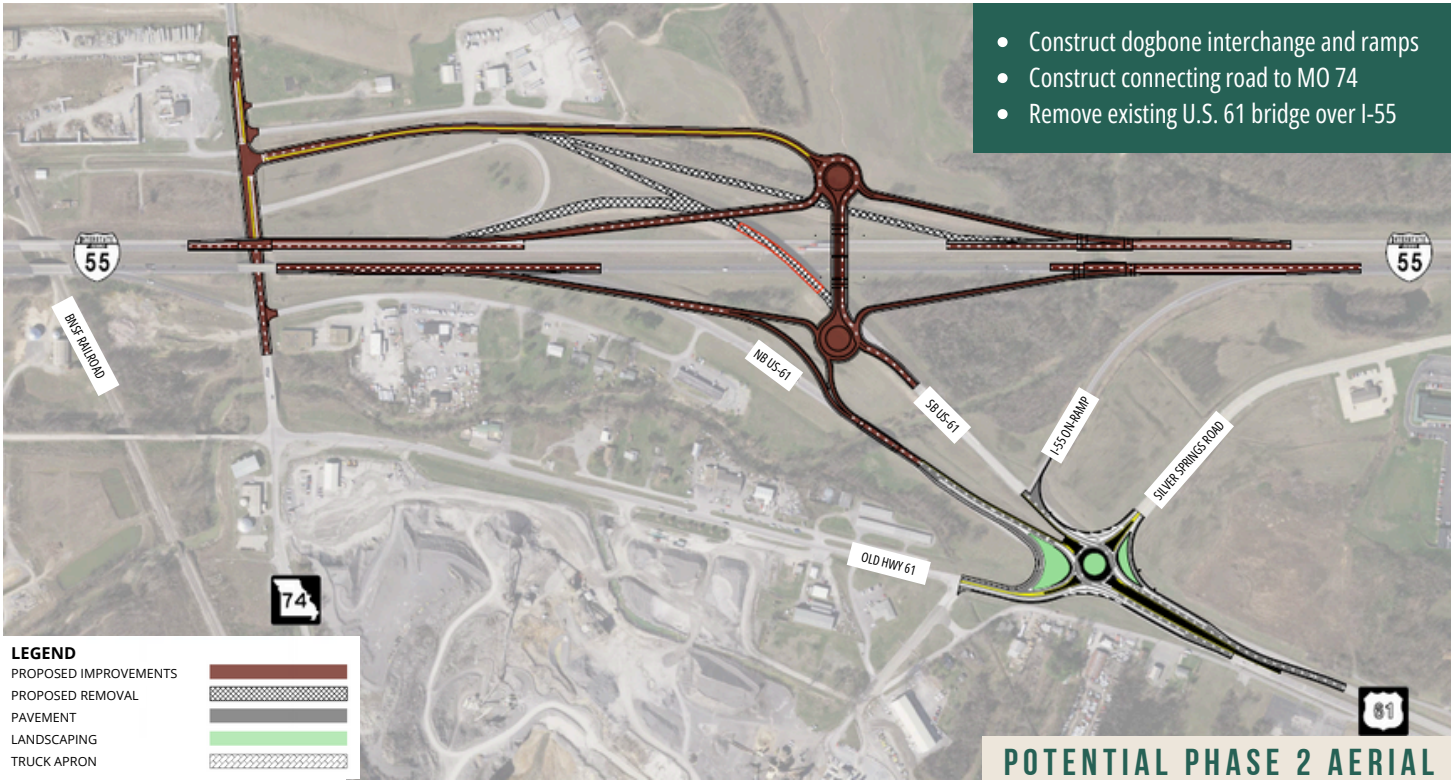 • Construct dogbone interchange and ramps
• Construct connecting road to MO 74
• Remove existing U.S. 61 bridge over I-55
INTERSTATE
55
INTERSTATE
55
BNSF RAILROAD
NB US-61
SB US-61
I-55 ON-RAMP
SILVER SPRINGS ROAD
OLD HWY 61
74
61
LEGEND
PROPOSED IMPROVEMENTS
PROPOSED REMOVAL
PAVEMENT
LANDSCAPING
TRUCK APRON
POTENTIAL PHASE 2 AERIAL